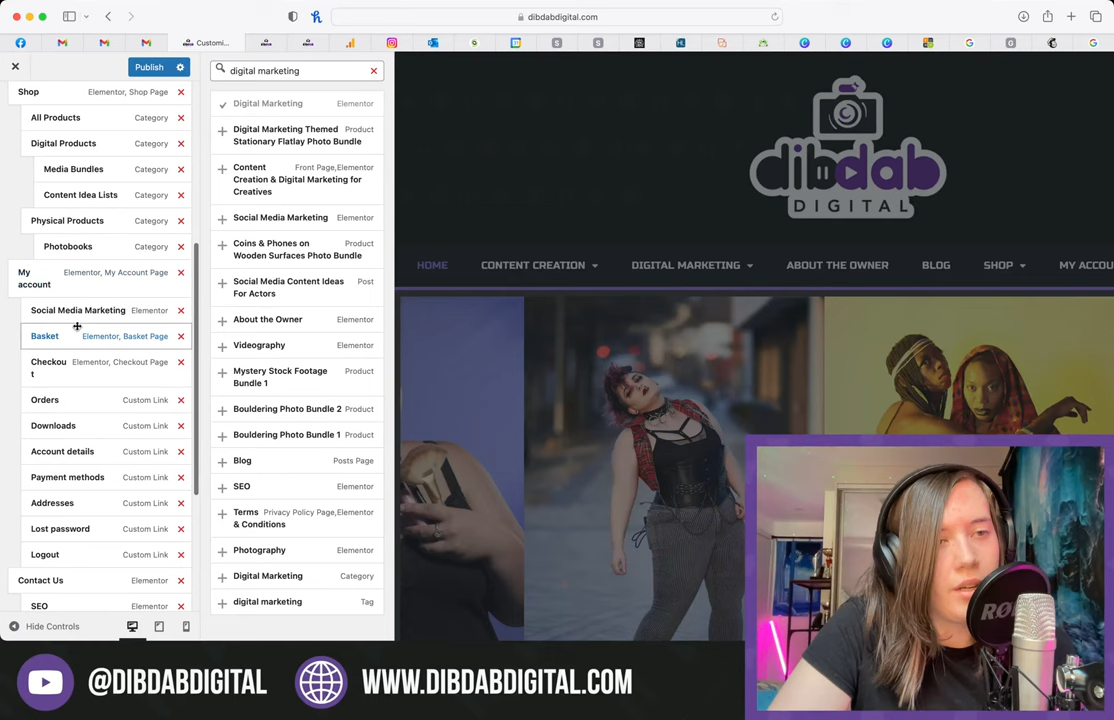 dibdabdigital.com
Customi...
Publish
Shop Elementor, Shop Page
All Products Category
Digital Products Category
Media Bundles Category
Content Idea Lists Category
Physical Products Category
Photobooks Category
My account Elementor, My Account Page
Social Media Marketing Elementor
Basket Elementor, Basket Page
Checkou
t Elementor, Checkout Page
Orders Custom Link
Downloads Custom Link
Account details Custom Link
Payment methods Custom Link
Addresses Custom Link
Lost password Custom Link
Logout Custom Link
Contact Us Elementor
SEO Elementor
Hide Controls
digital marketing
Digital Marketing Elementor
Digital Marketing Themed Product
Stationary Flatlay Photo Bundle
Content Front Page,Elementor
Creation & Digital Marketing for
Creatives
Social Media Marketing Elementor
Coins & Phones on Product
Wooden Surfaces Photo Bundle
Social Media Content Ideas Post
For Actors
About the Owner Elementor
Videography Elementor
Mystery Stock Footage Product
Bundle 1
Bouldering Photo Bundle 2 Product
Bouldering Photo Bundle 1 Product
Blog Posts Page
SEO Elementor
Terms Privacy Policy Page,Elementor
& Conditions
Photography Elementor
Digital Marketing Category
digital marketing Tag
dibdab
DIGITAL
HOME CONTENT CREATION DIGITAL MARKETING ABOUT THE OWNER BLOG SHOP MY ACCOU
RØDE
@DIBDABDIGITAL WWW.DIBDABDIGITAL.COM